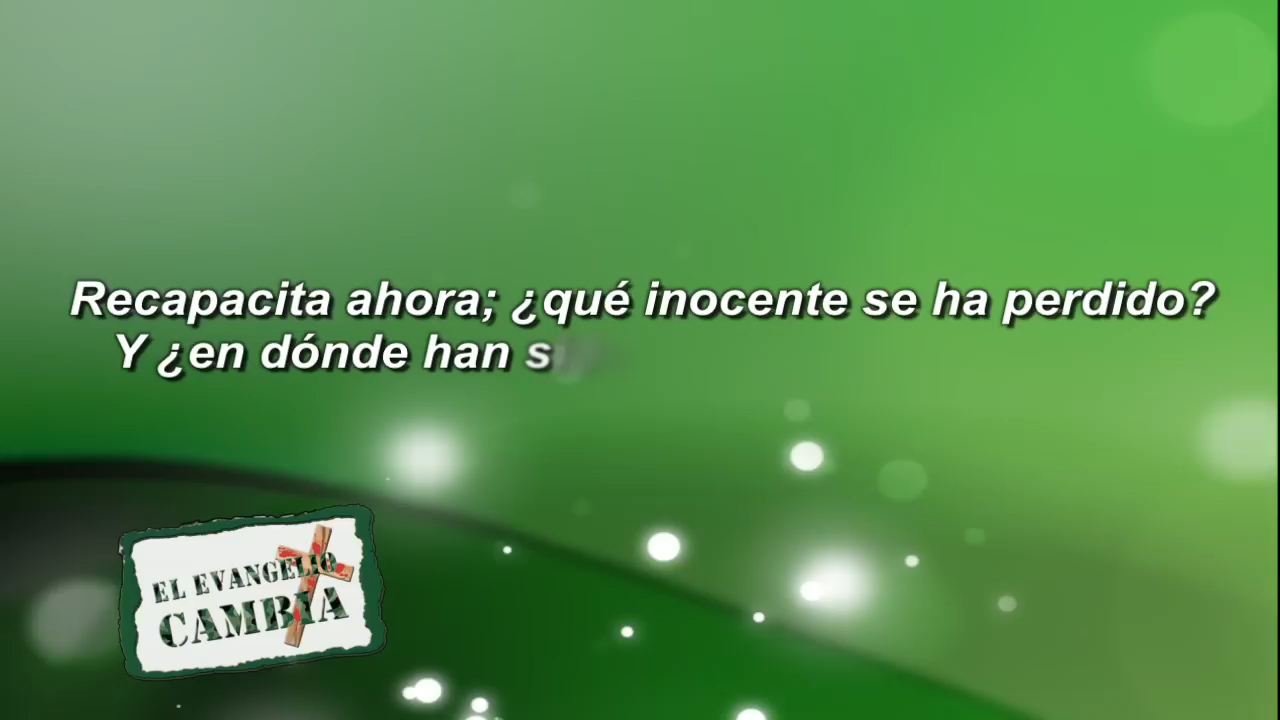 Recapacita ahora; ¿qué inocente se ha perdido?
Y ¿en dónde han
EL EVANGELIO
CAMBIA